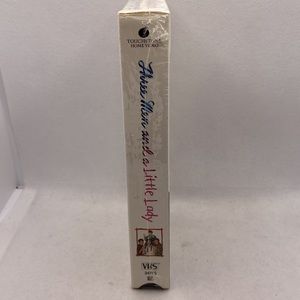 TOUCHSTONE
HOME VIDEO
Three Men and a Little Lady
VHS